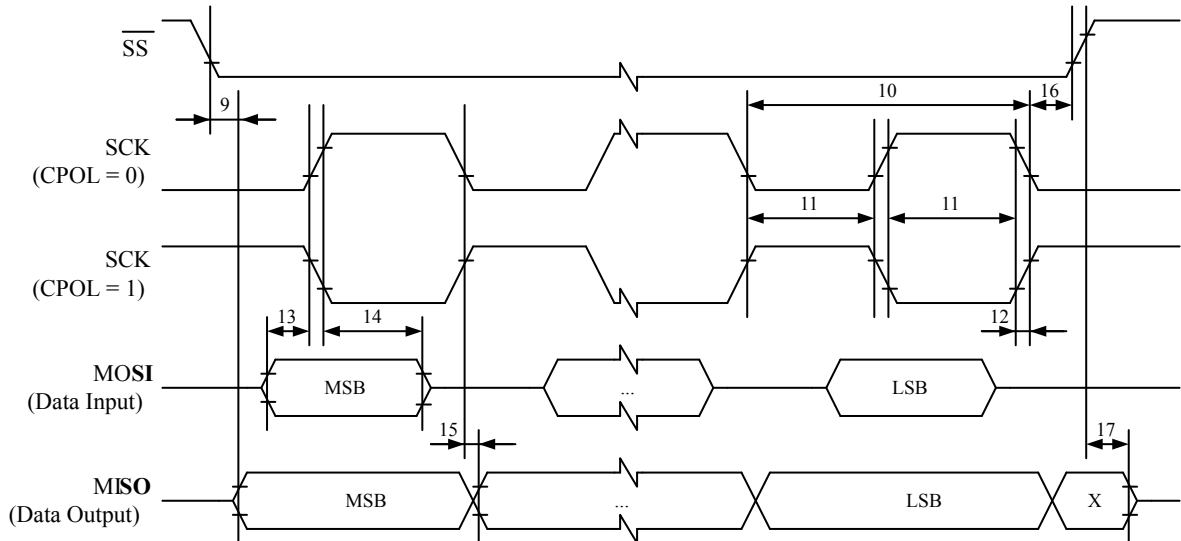 SS
10
16
9
SCK
(CPOL = 0)
11
11
SCK
(CPOL = 1)
13
14
12
MOSI
(Data Input)
MSB
...
LSB
15
17
MISO
(Data Output)
MSB
...
LSB
X